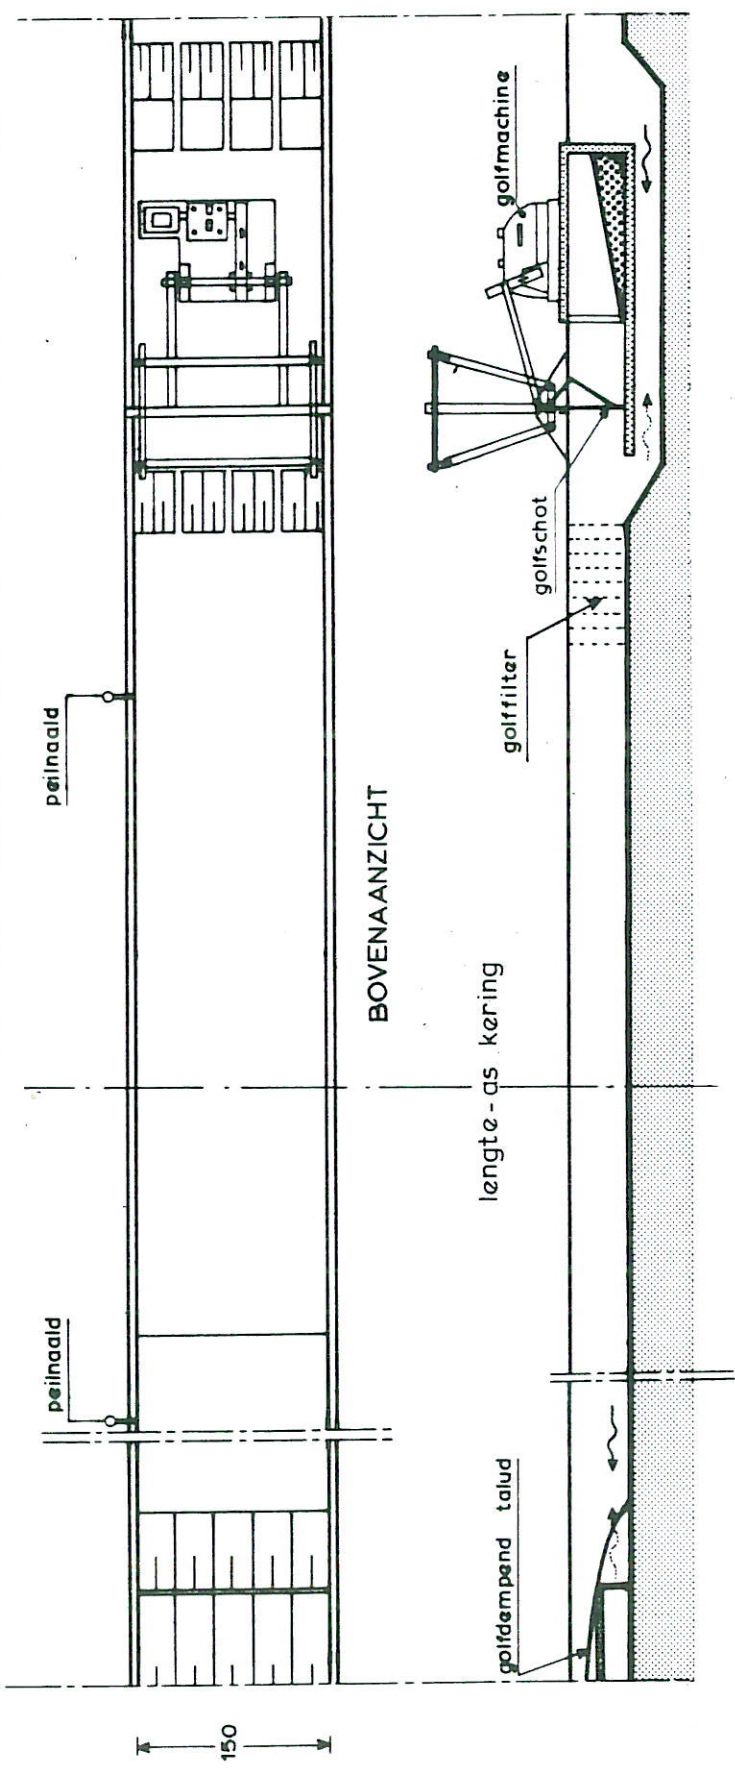 peilnaald
peilnaald
150
BOVENAANZICHT
lengte-as kering
golfmachine
golfschot
golffilter
golfdempend talud